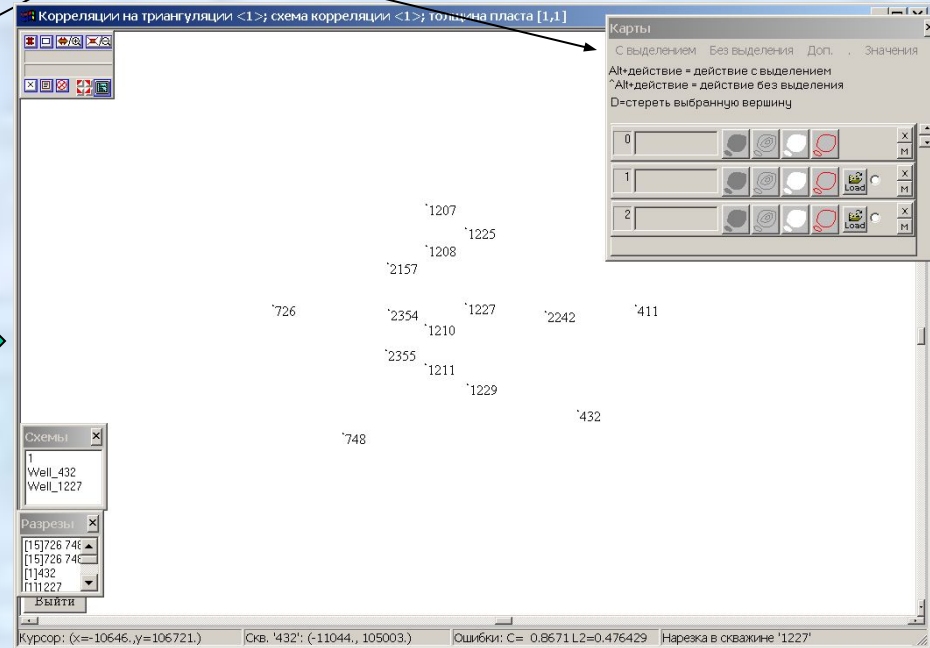 Корреляции на триангуляции <1>; схема корреляции <1>; толщина пласта [1,1]
Карты
С выделением Без выделения Доп. . Значения
Alt+действие = действие с выделением
^Alt+действие = действие без выделения
D=стереть выбранную вершину
0
X
M
1
Load
X
M
2
Load
X
M
`1207
`1225
`1208
`2157
`726
`2354
`1227
`2242
`411
`1210
`2355
`1211
`1229
`432
`748
Схемы
1
Well_432
Well_1227
Разрезы
[15]726 748
[15]726 748
[1]432
[1]1227
Выйти
Курсор: (x=-10646.,y=106721.) Скв. '432': (-11044., 105003.) Ошибки: C= 0.8671 L2=0.476429 Нарезка в скважине '1227'